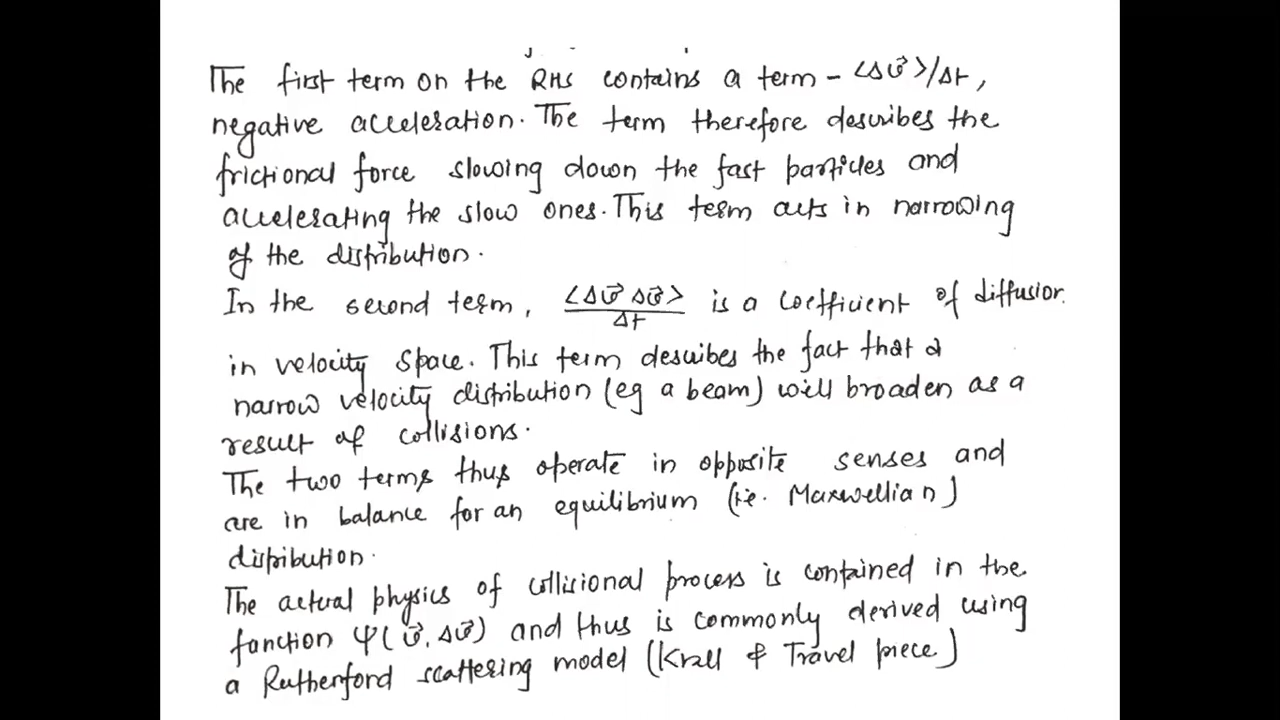 The first term on the RHS contains a term - <Δv⃗>/Δt,
negative acceleration. The term therefore describes the
frictional force slowing down the fast particles and
accelerating the slow ones. This term acts in narrowing
of the distribution.
In the second term, <Δv⃗ Δv⃗>/Δt is a coefficient of diffusion
in velocity space. This term describes the fact that a
narrow velocity distribution (eg a beam) will broaden as a
result of collisions.
The two terms thus operate in opposite senses and
are in balance for an equilibrium (i.e. Maxwellian)
distribution.
The actual physics of collisional process is contained in the
function Ψ(v⃗, Δv⃗) and thus is commonly derived using
a Rutherford scattering model (Krall & Travel piece)